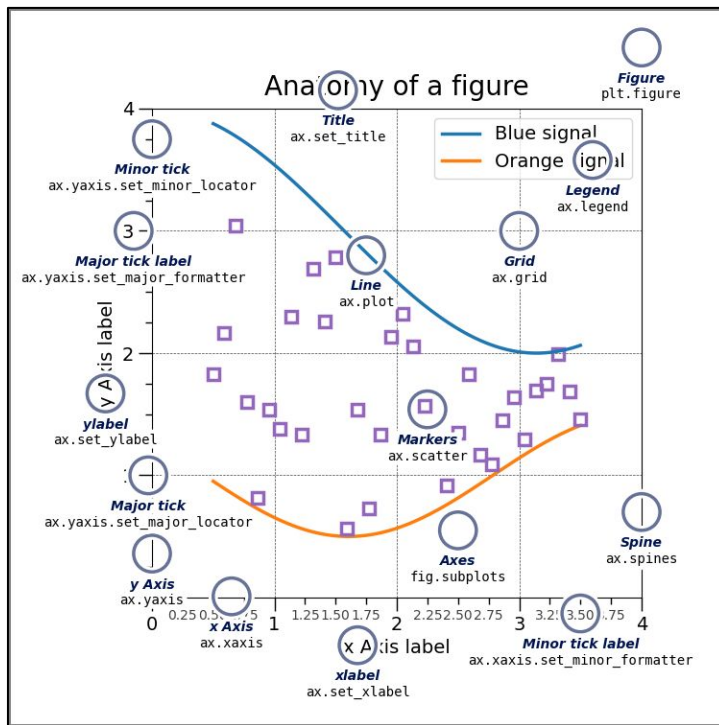 Figure
plt.figure
Anatomy of a figure
Title
ax.set_title
4
Blue signal
Orange signal
Minor tick
ax.yaxis.set_minor_locator
Legend
ax.legend
3
Major tick label
ax.yaxis.set_major_formatter
Grid
ax.grid
Line
ax.plot
y Axis label
2
ylabel
ax.set_ylabel
Markers
ax.scatter
Major tick
ax.yaxis.set_major_locator
Axes
fig.subplots
Spine
ax.spines
y Axis
ax.yaxis
0.25 1.25 1.50 1.75 2.25 2.50 2.75 3.50
0 1 2 3 4
x Axis
ax.xaxis
x Axis label
Minor tick label
ax.xaxis.set_minor_formatter
xlabel
ax.set_xlabel